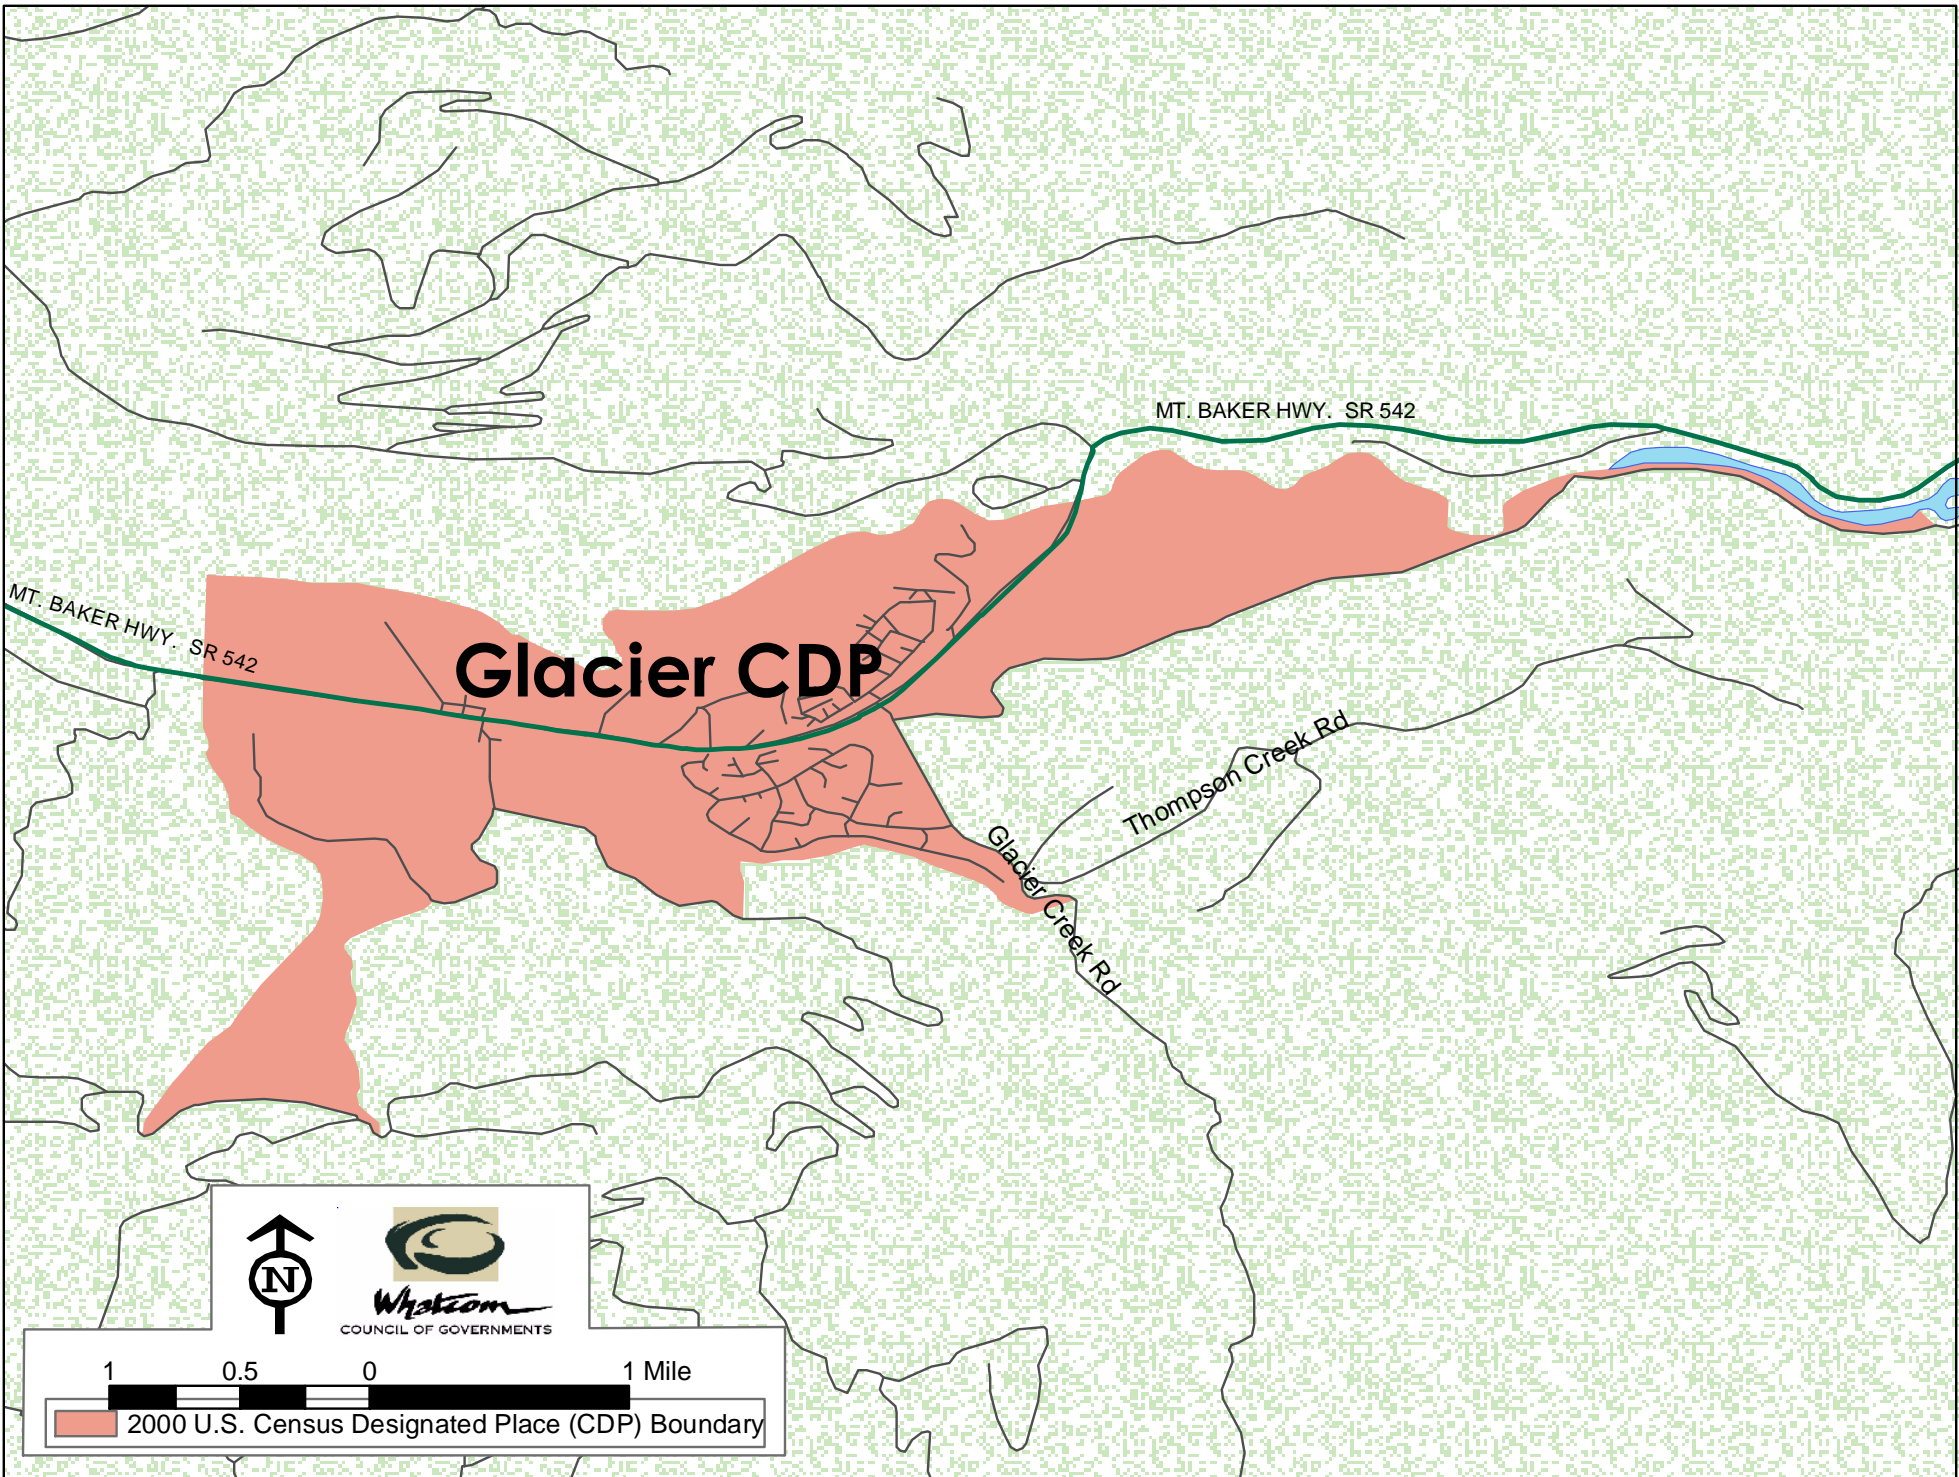 MT. BAKER HWY. SR 542
MT. BAKER HWY. SR 542
Glacier CDP
Thompson Creek Rd
Glacier Creek Rd
N
Whatcom
COUNCIL OF GOVERNMENTS
1 0.5 0 1 Mile
2000 U.S. Census Designated Place (CDP) Boundary